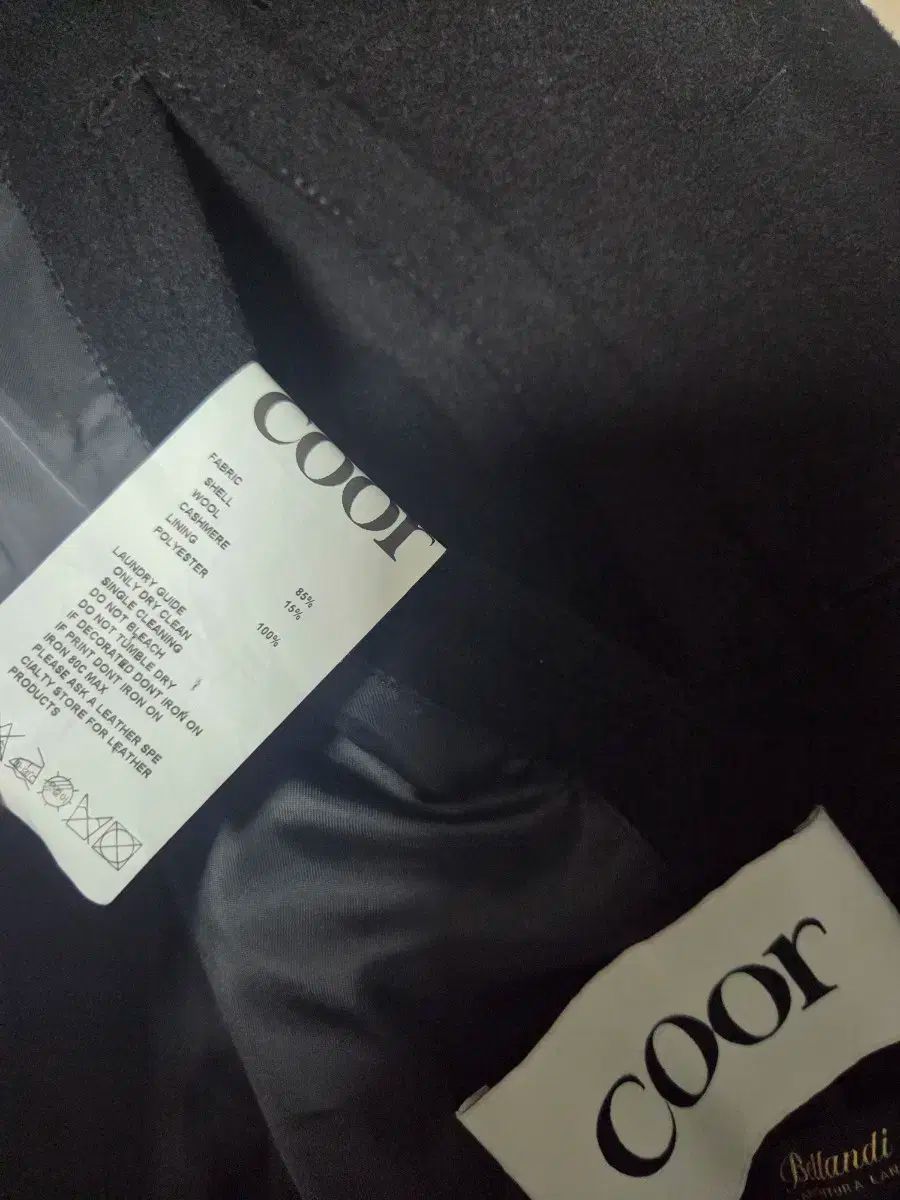 coor
FABRIC
SHELL
WOOL 85%
CASHMERE 15%
LINING
POLYESTER 100%
LAUNDRY GUIDE
ONLY DRY CLEAN
SINGLE CLEANING
DO NOT BLEACH
DO NOT TUMBLE DRY
IF DECORATED DONT IRON ON
IF PRINT DONT IRON ON
IRON 80C MAX
PLEASE ASK A LEATHER SPE
CIALTY STORE FOR LEATHER
PRODUCTS
coor
Bellandi